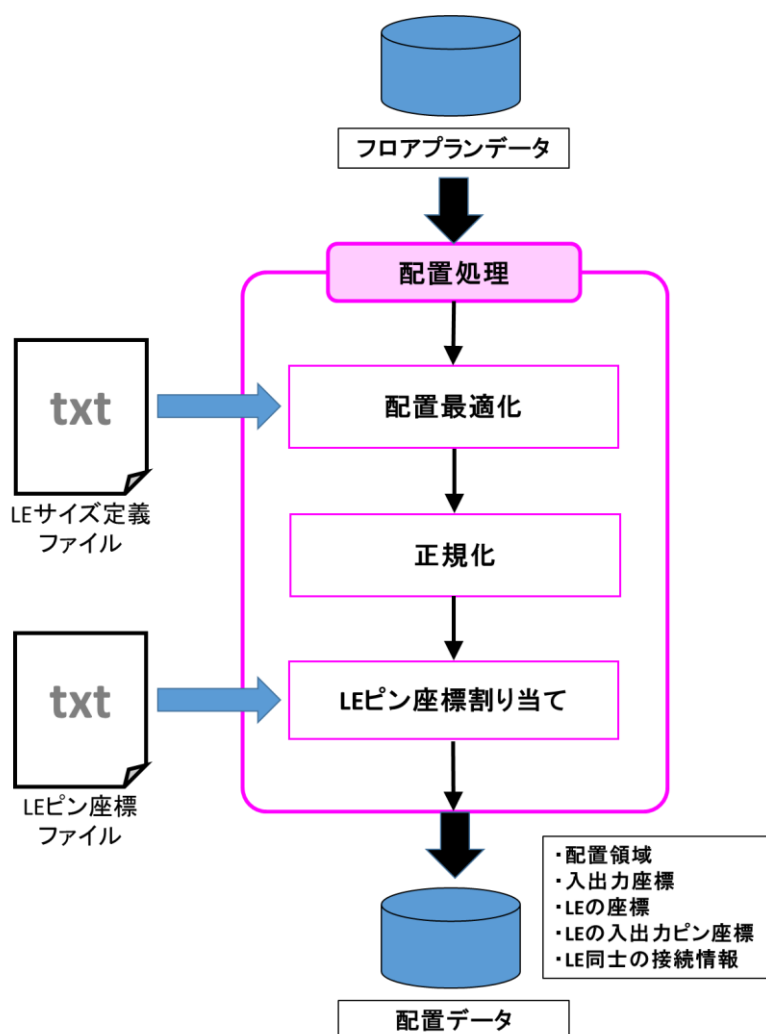 フロアプランデータ
配置処理
txt
配置最適化
LEサイズ定義
ファイル
正規化
txt
LEピン座標割り当て
LEピン座標
ファイル
・配置領域
・入出力座標
・LEの座標
・LEの入出力ピン座標
・LE同士の接続情報
配置データ